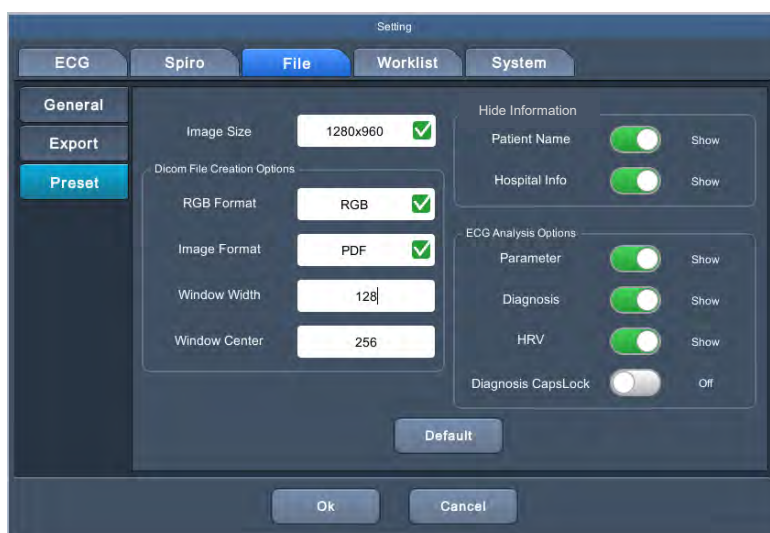 Setting
ECG Spiro File Worklist System
General
Export
Preset
Image Size 1280x960
Dicom File Creation Options
RGB Format RGB
Image Format PDF
Window Width 128
Window Center 256
Hide Information
Patient Name Show
Hospital Info Show
ECG Analysis Options
Parameter Show
Diagnosis Show
HRV Show
Diagnosis CapsLock Off
Default
Ok Cancel